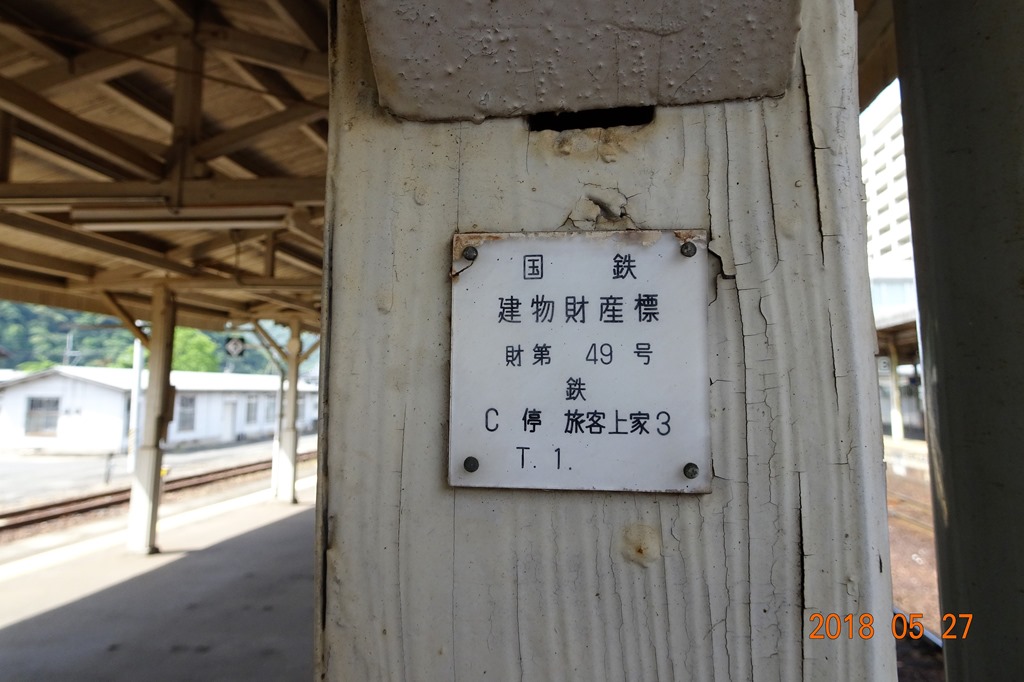 国 鉄
建物財産標
財第 49 号
鉄
C 停 旅客上家3
T. 1.
2018 05 27